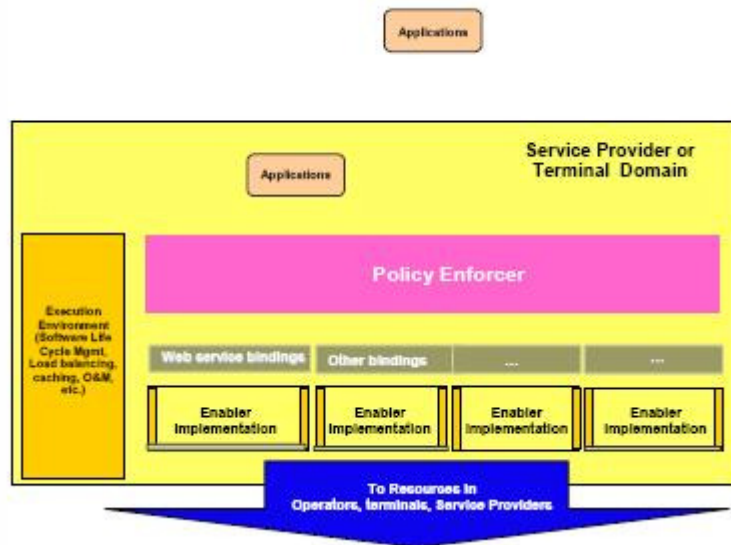 Applications
Service Provider or
Terminal Domain
Applications
Policy Enforcer
Execution
Environment
(Software Life
Cycle Mgmt,
Load balancing,
caching, O&M,
etc.)
Web service bindings
Other bindings
...
...
Enabler
Implementation
Enabler
Implementation
Enabler
Implementation
Enabler
Implementation
To Resources in
Operators, terminals, Service Providers